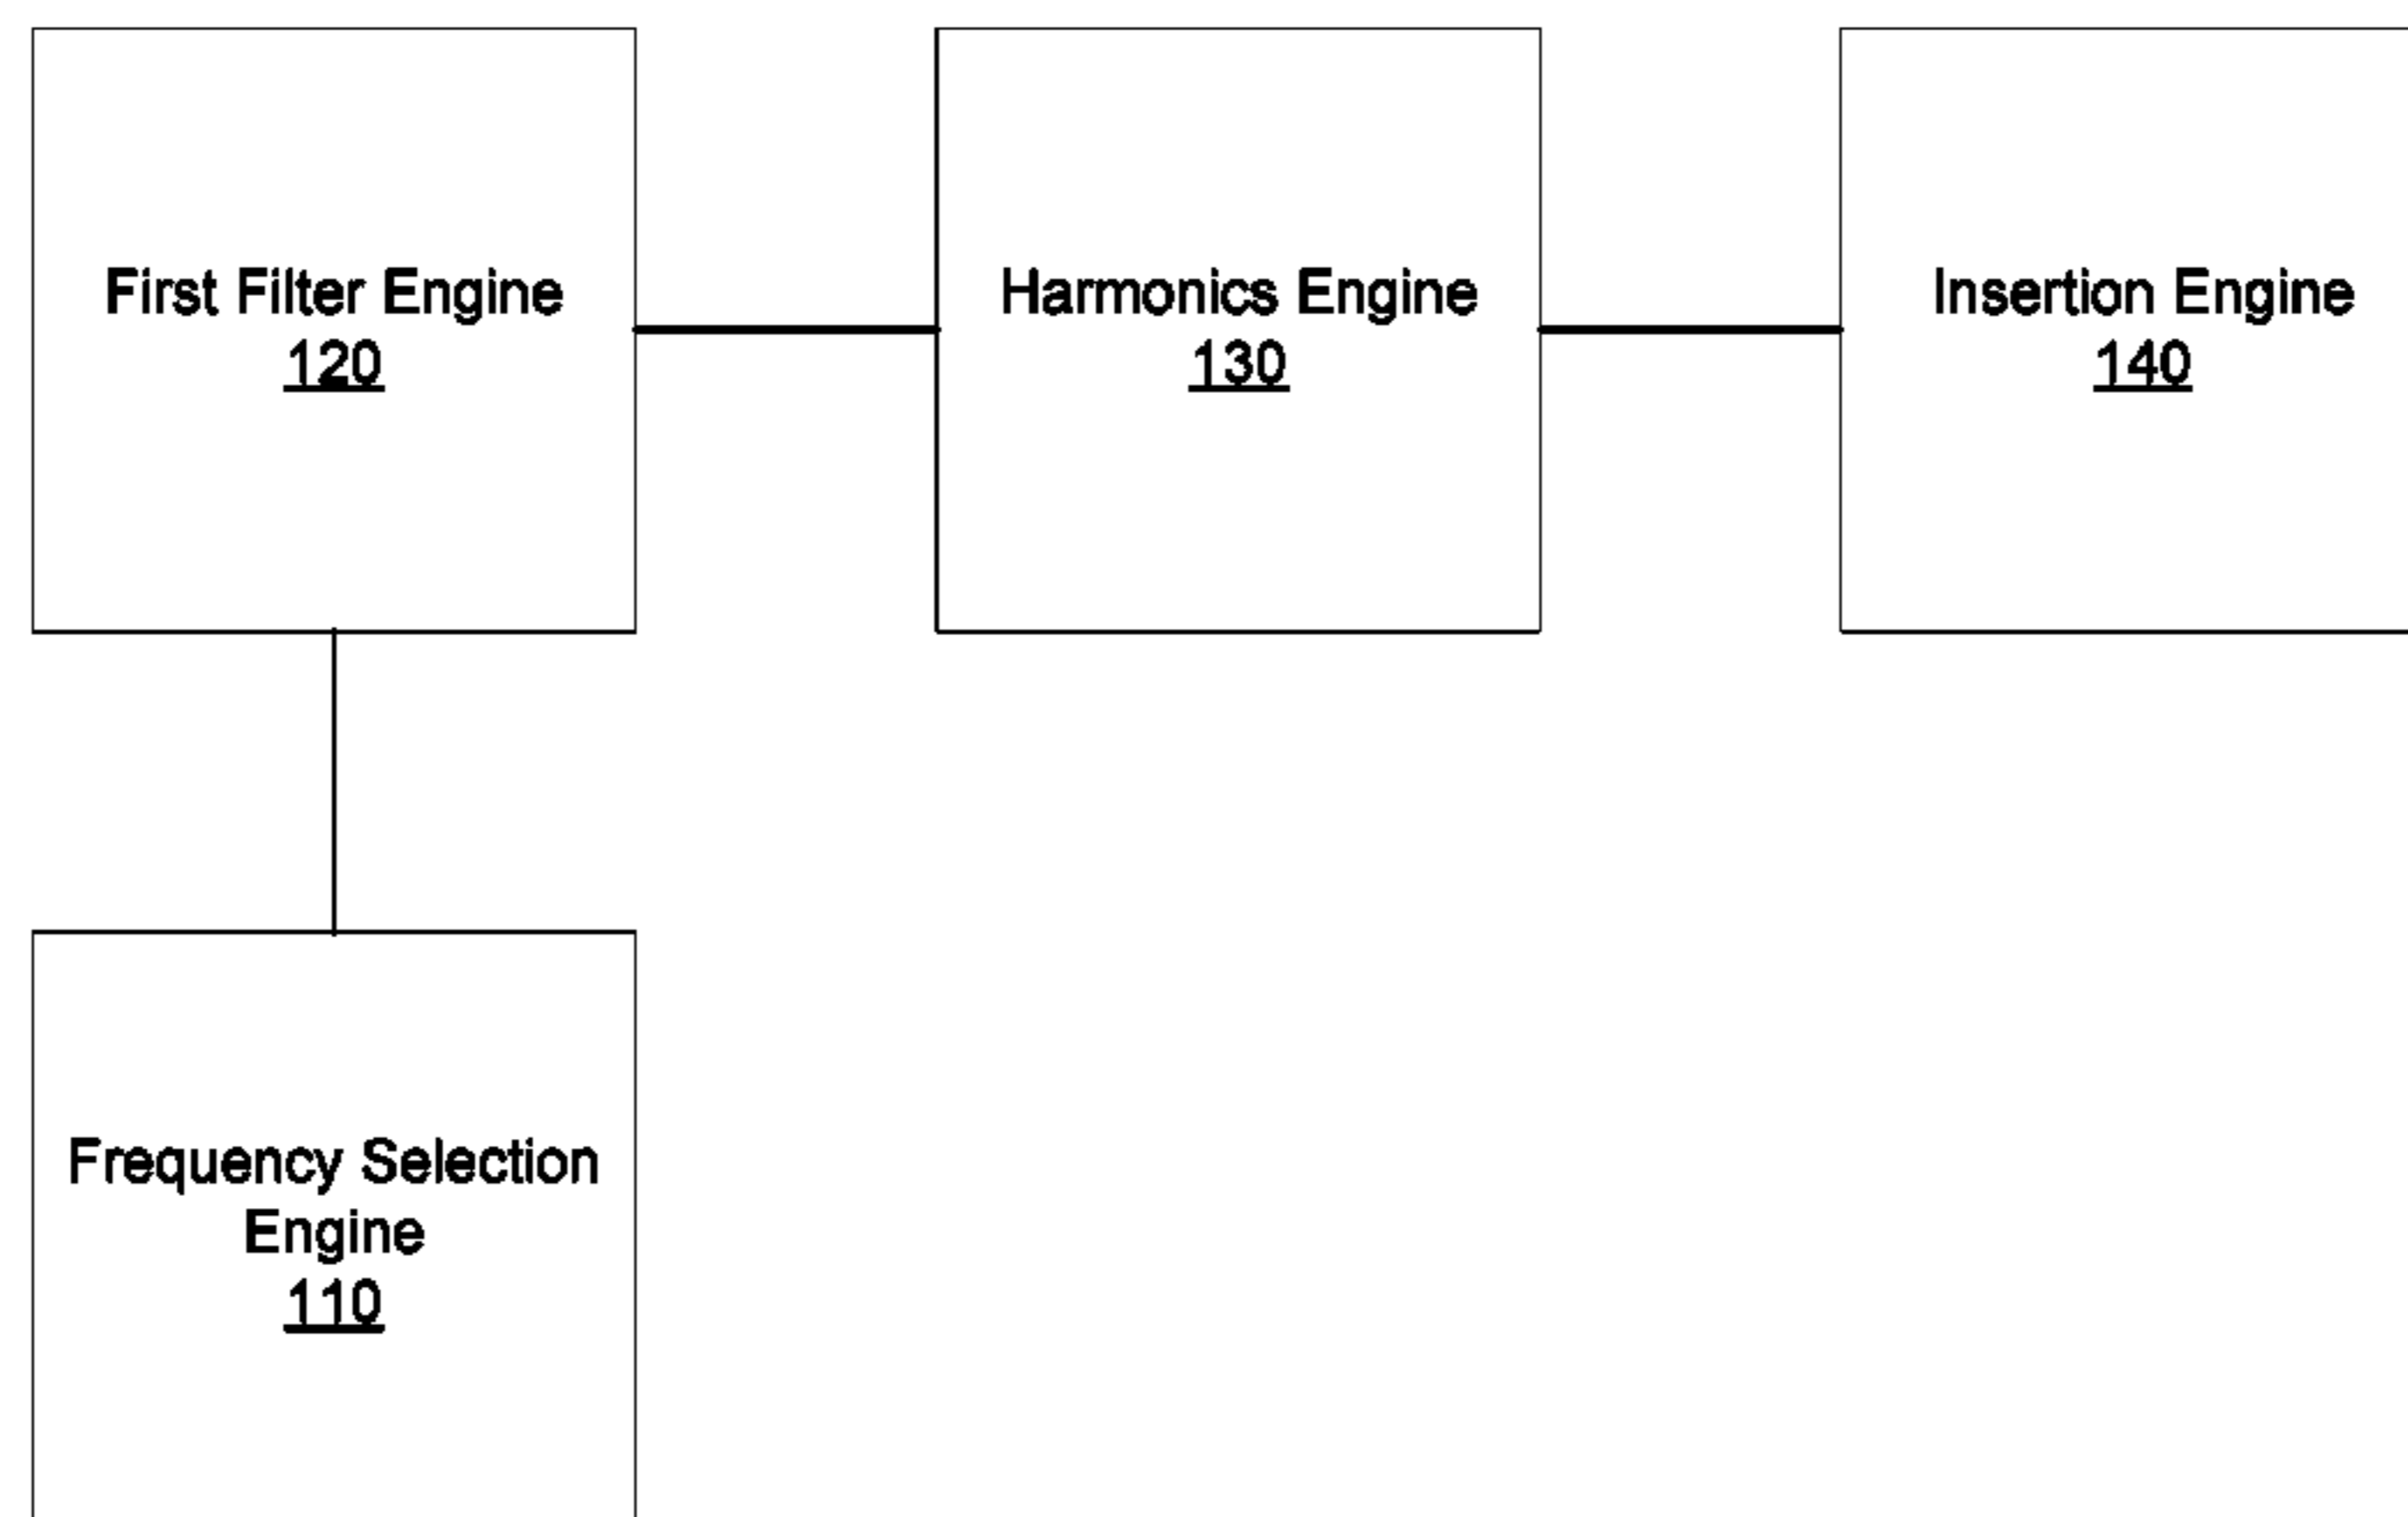 First Filter Engine
120
Harmonics Engine
130
Insertion Engine
140
Frequency Selection
Engine
110